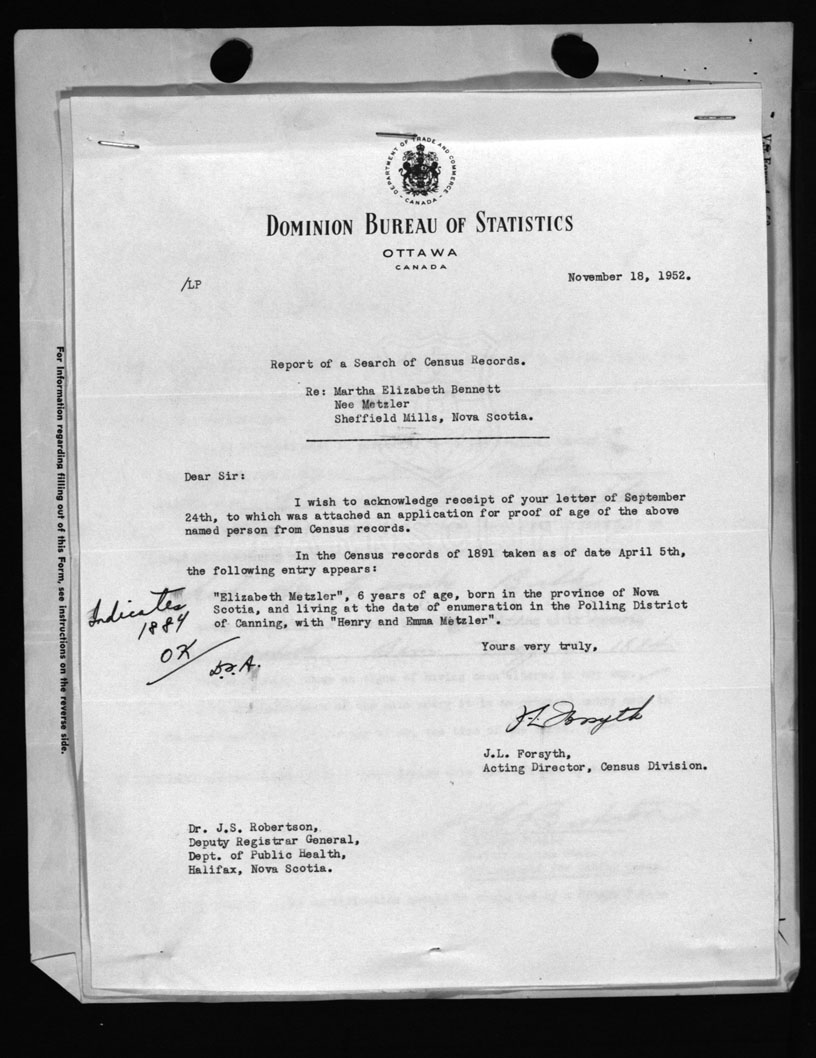 DEPARTMENT OF TRADE AND COMMERCE
CANADA
DOMINION BUREAU OF STATISTICS
OTTAWA
CANADA
/LP
November 18, 1952.
Report of a Search of Census Records.
Re: Martha Elizabeth Bennett
Nee Metzler
Sheffield Mills, Nova Scotia.
Dear Sir:
I wish to acknowledge receipt of your letter of September
24th, to which was attached an application for proof of age of the above
named person from Census records.
In the Census records of 1891 taken as of date April 5th,
the following entry appears:
"Elizabeth Metzler", 6 years of age, born in the province of Nova
Scotia, and living at the date of enumeration in the Polling District
of Canning, with "Henry and Emma Metzler".
Indicates
1884
OK
Yours very truly,
J.L. Forsyth
J.L. Forsyth,
Acting Director, Census Division.
Dr. J.S. Robertson,
Deputy Registrar General,
Dept. of Public Health,
Halifax, Nova Scotia.
For information regarding filling out of this Form, see instructions on the reverse side.